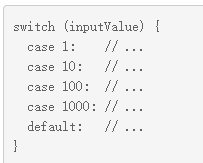 switch (inputValue) {
  case 1:    // ...
  case 10:   // ...
  case 100:  // ...
  case 1000: // ...
  default:   // ...
}